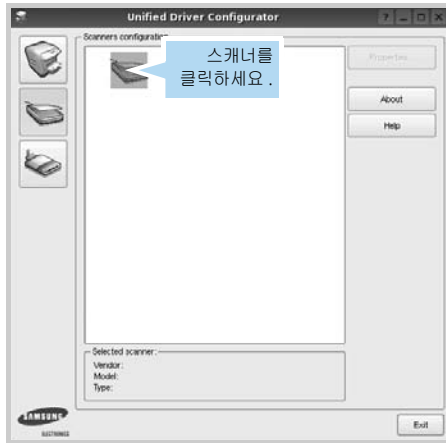 Unified Driver Configurator
Scanners configuration
스캐너를
클릭하세요 .
Properties...
About
Help
Selected scanner:
Vendor:
Model:
Type:
SAMSUNG
ELECTRONICS
Exit